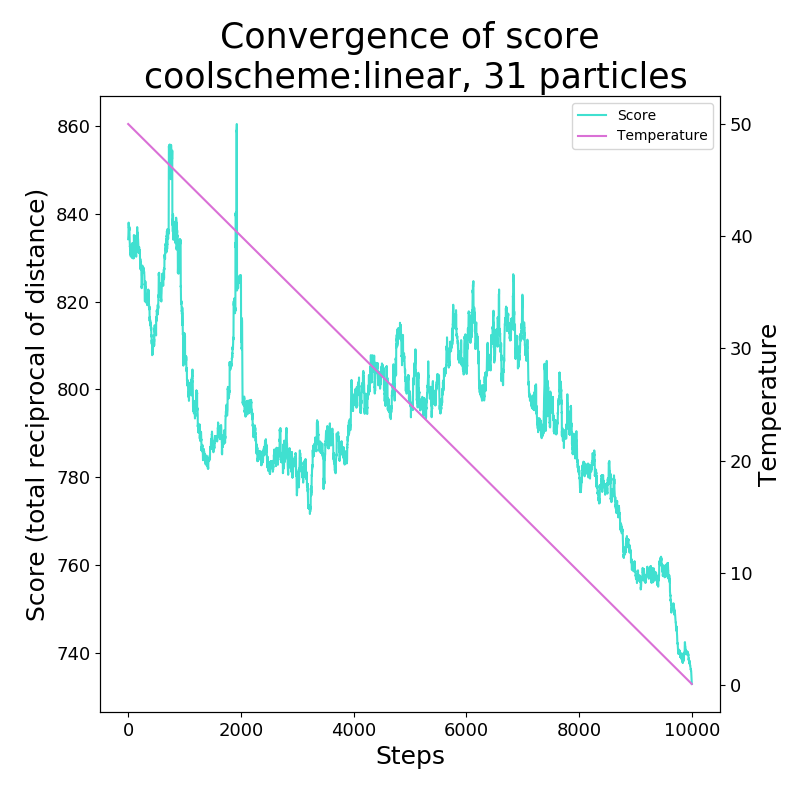 Convergence of score
coolscheme:linear, 31 particles
Score
Temperature
860
840
820
800
780
760
740
Score (total reciprocal of distance)
50
40
30
20
10
0
Temperature
0
2000
4000
6000
8000
10000
Steps